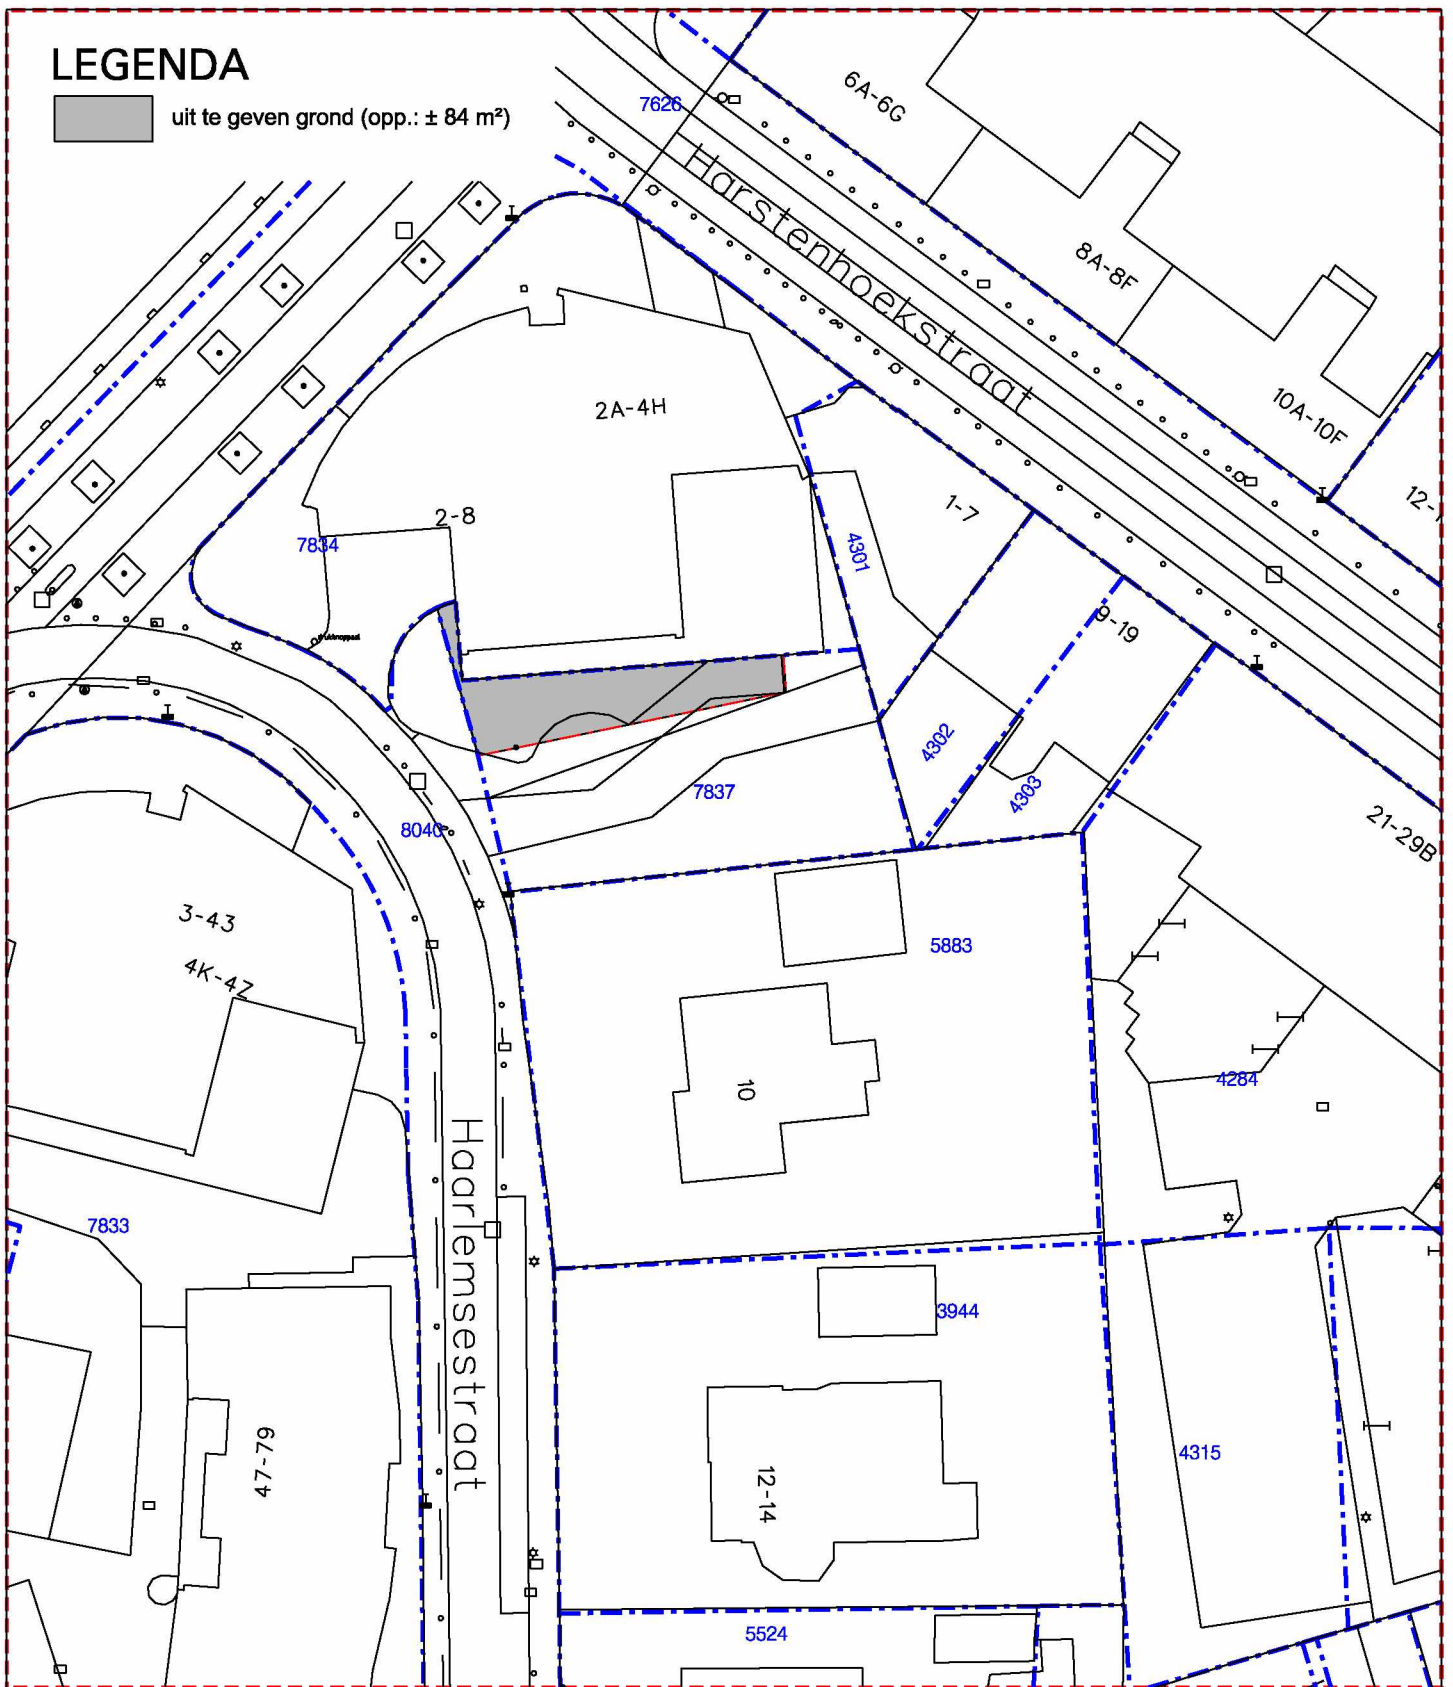 LEGENDA
uit te geven grond (opp.: ± 84 m²)
7626
6A-6G
Harstenhoekstraat
8A-8F
10A-10F
2A-4H
2-8
7834
4301
1-7
9-19
4302
4303
7837
8040
21-29B
3-43
4K-4Z
5883
10
4284
Haarlemsestraat
7833
3944
47-79
12-14
4315
5524